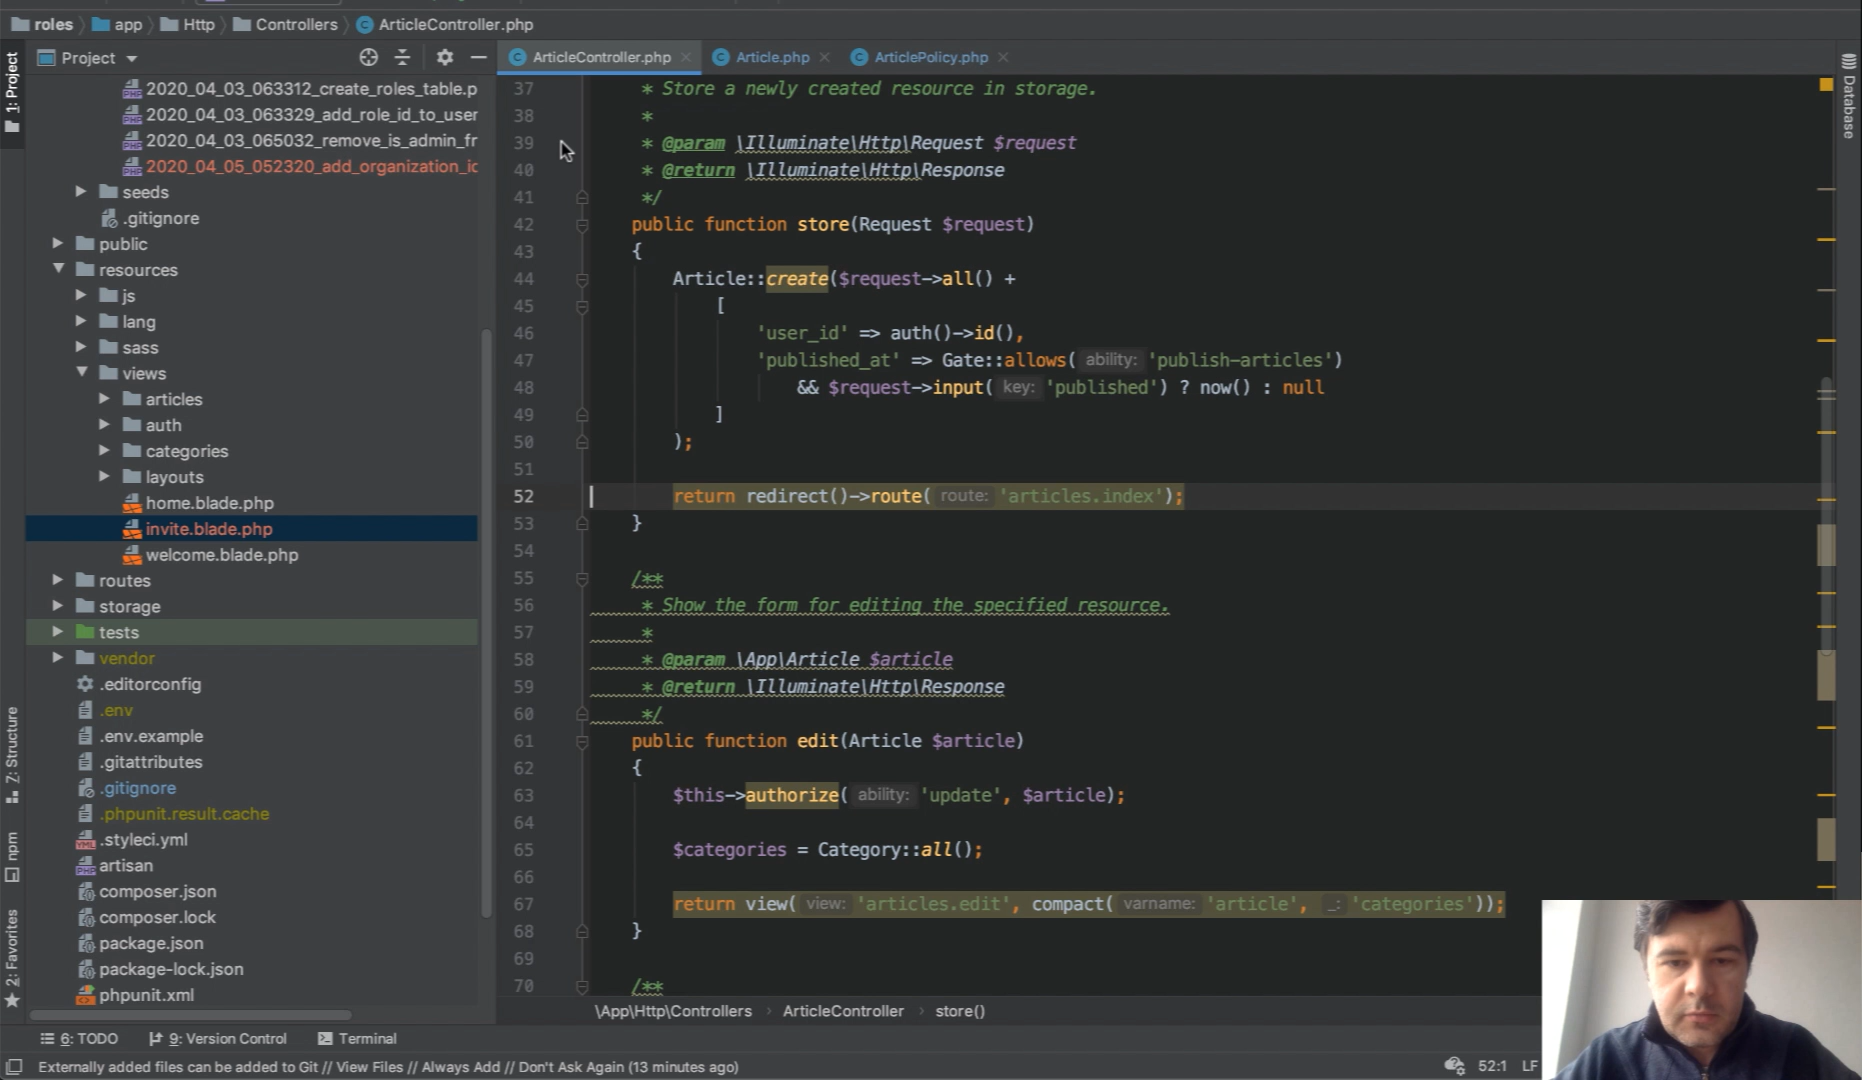 roles app Http Controllers ArticleController.php
1: Project
Project
ArticleController.php
Article.php
ArticlePolicy.php
Database
2020_04_03_063312_create_roles_table.p
2020_04_03_063329_add_role_id_to_user
2020_04_03_065032_remove_is_admin_fr
2020_04_05_052320_add_organization_id
seeds
.gitignore
public
resources
js
lang
sass
views
articles
auth
categories
layouts
home.blade.php
invite.blade.php
welcome.blade.php
routes
storage
tests
vendor
.editorconfig
.env
.env.example
.gitattributes
.gitignore
.phpunit.result.cache
.styleci.yml
artisan
composer.json
composer.lock
package.json
package-lock.json
phpunit.xml
7: Structure
npm
2: Favorites
37 * Store a newly created resource in storage.
38 *
39 * @param \Illuminate\Http\Request $request
40 * @return \Illuminate\Http\Response
41 */
42 public function store(Request $request)
43 {
44 Article::create($request->all() +
45 [
46 'user_id' => auth()->id(),
47 'published_at' => Gate::allows( ability: 'publish-articles')
48 && $request->input( key: 'published') ? now() : null
49 ]
50 );
51
52 return redirect()->route( route: 'articles.index');
53 }
54
55 /**
56 * Show the form for editing the specified resource.
57 *
58 * @param \App\Article $article
59 * @return \Illuminate\Http\Response
60 */
61 public function edit(Article $article)
62 {
63 $this->authorize( ability: 'update', $article);
64
65 $categories = Category::all();
66
67 return view( view: 'articles.edit', compact( varname: 'article', _: 'categories'));
68 }
69
70 /**
\App\Http\Controllers › ArticleController › store()
6: TODO 9: Version Control Terminal
Externally added files can be added to Git // View Files // Always Add // Don't Ask Again (13 minutes ago)
52:1 LF